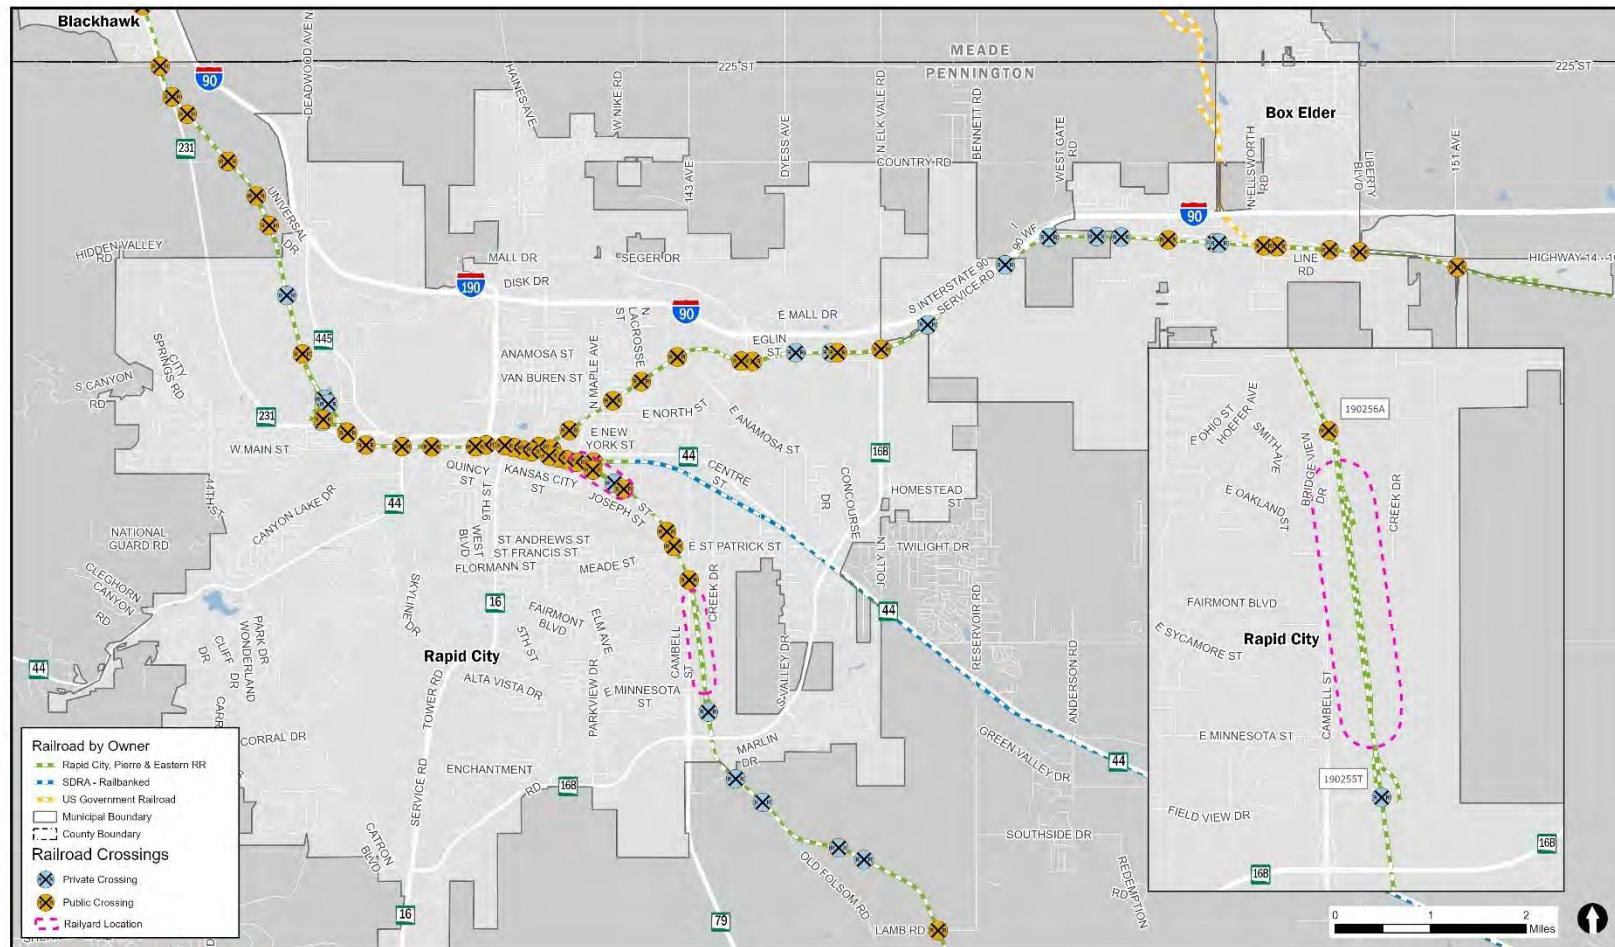 Blackhawk
90
DEADWOOD AVE N
HAINES AVE
W NIKE RD
MEADE
PENNINGTON
225 ST
225 ST
Box Elder
231
143 AVE
DYESS AVE
N ELK VALE RD
BENNETT RD
COUNTRY RD
WEST GATE
RD
N ELLSWORTH
RD
LIBERTY
BLVD
151 AVE
UNIVERSAL
DR
HIDDEN VALLEY
RD
MALL DR
SEGER DR
190
DISK DR
90
E MALL DR
S INTERSTATE 90
SERVICE RD
I
90 WF
90
LINE
RD
HIGHWAY 14 - 16
445
CITY
SPRINGS RD
S CANYON
RD
231
ANAMOSA ST
VAN BUREN ST
N MAPLE AVE
N
LACROSSE
ST
EGLIN
ST
E NORTH ST
E ANAMOSA ST
E NEW
YORK ST
W MAIN ST
QUINCY
ST
KANSAS CITY
ST
JOSEPH ST
ST
44
CENTRE
ST
16B
44TH ST
CANYON LAKE DR
44
9TH ST
WEST
BLVD
ST ANDREWS ST
ST FRANCIS ST
FLORMANN ST
MEADE ST
E ST PATRICK ST
DR
CONCOURSE
HOMESTEAD
ST
TWILIGHT DR
JOLLY LN
44
NATIONAL
GUARD RD
CLEGHORN
CANYON
RD
SKYLINE DR
16
FAIRMONT
BLVD
5TH ST
ELM AVE
CREEK DR
CAMBELL
ST
S VALLEY DR
RESERVOIR RD
ANDERSON RD
44
PARK DR
WONDERLAND
CLIFF
DR
Rapid City
ALTA VISTA DR
PARKVIEW DR
E MINNESOTA
ST
TOWER RD
CORRAL DR
MARLIN
DR
GREEN VALLEY DR
44
ENCHANTMENT
RD
16B
SERVICE RD
CATRON
BLVD
16
79
OLD FOLSOM RD
LAMB RD
SOUTHSIDE DR
REDEMPTION
RD
Railroad by Owner
Rapid City, Pierre & Eastern RR
SDRA - Railbanked
US Government Railroad
Municipal Boundary
County Boundary
Railroad Crossings
Private Crossing
Public Crossing
Railyard Location
190256A
E OHIO ST
HOEFER AVE
SMITH AVE
BRIDGE VIEW
DR
E OAKLAND
ST
CREEK DR
FAIRMONT BLVD
E SYCAMORE ST
Rapid City
CAMBELL ST
E MINNESOTA ST
190255T
FIELD VIEW DR
16B
16B
0 1 2
Miles